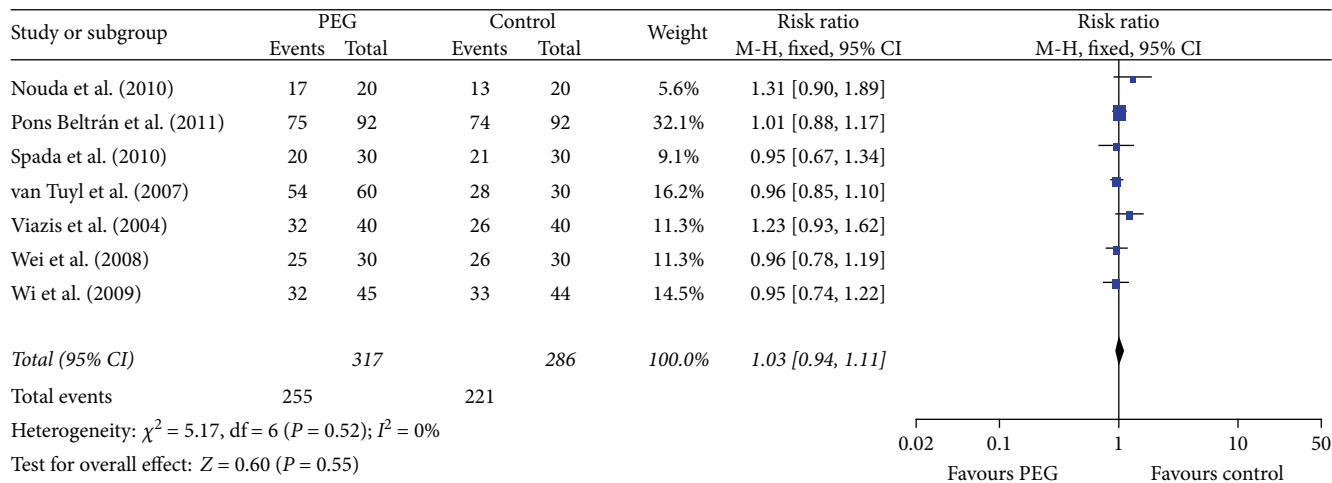 Study or subgroup PEG Control Weight Risk ratio Risk ratio
Events Total Events Total M-H, fixed, 95% CI M-H, fixed, 95% CI
Nouda et al. (2010) 17 20 13 20 5.6% 1.31 [0.90, 1.89]
Pons Beltrán et al. (2011) 75 92 74 92 32.1% 1.01 [0.88, 1.17]
Spada et al. (2010) 20 30 21 30 9.1% 0.95 [0.67, 1.34]
van Tuyl et al. (2007) 54 60 28 30 16.2% 0.96 [0.85, 1.10]
Viazis et al. (2004) 32 40 26 40 11.3% 1.23 [0.93, 1.62]
Wei et al. (2008) 25 30 26 30 11.3% 0.96 [0.78, 1.19]
Wi et al. (2009) 32 45 33 44 14.5% 0.95 [0.74, 1.22]
Total (95% CI) 317 286 100.0% 1.03 [0.94, 1.11]
Total events 255 221
Heterogeneity: χ² = 5.17, df = 6 (P = 0.52); I² = 0%
Test for overall effect: Z = 0.60 (P = 0.55)
0.02 0.1 1 10 50
Favours PEG Favours control